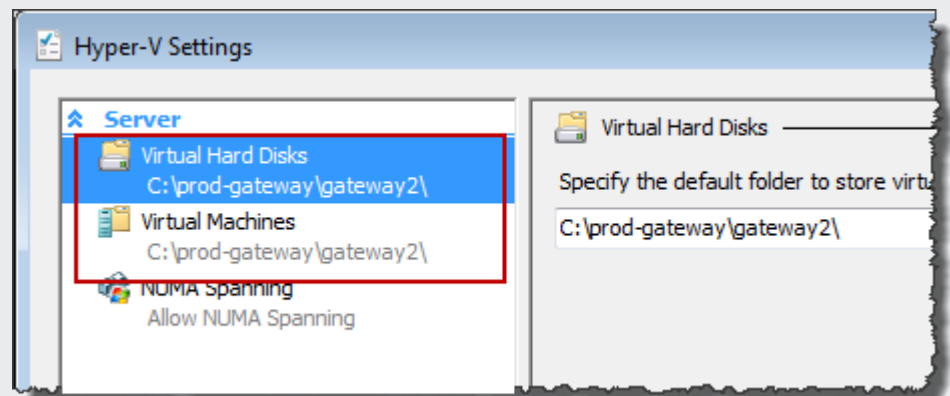 Hyper-V Settings
Server
Virtual Hard Disks
C:\prod-gateway\gateway2\
Virtual Machines
C:\prod-gateway\gateway2\
NUMA Spanning
Allow NUMA Spanning
Virtual Hard Disks
Specify the default folder to store
C:\prod-gateway\gateway2\